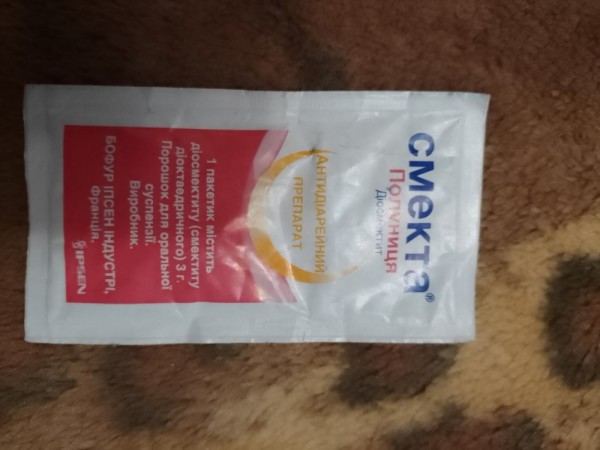 смекта®
Полуниця
Діосмектит
АНТИДІАРЕЙНИЙ
ПРЕПАРАТ
1 пакетик містить
діосмектиту (смектиту
діоктаедричного) 3 г.
Порошок для оральної
суспензії.
Виробник.
БОФУР ІПСЕН ІНДУСТРІ,
Франція.
IPSEN